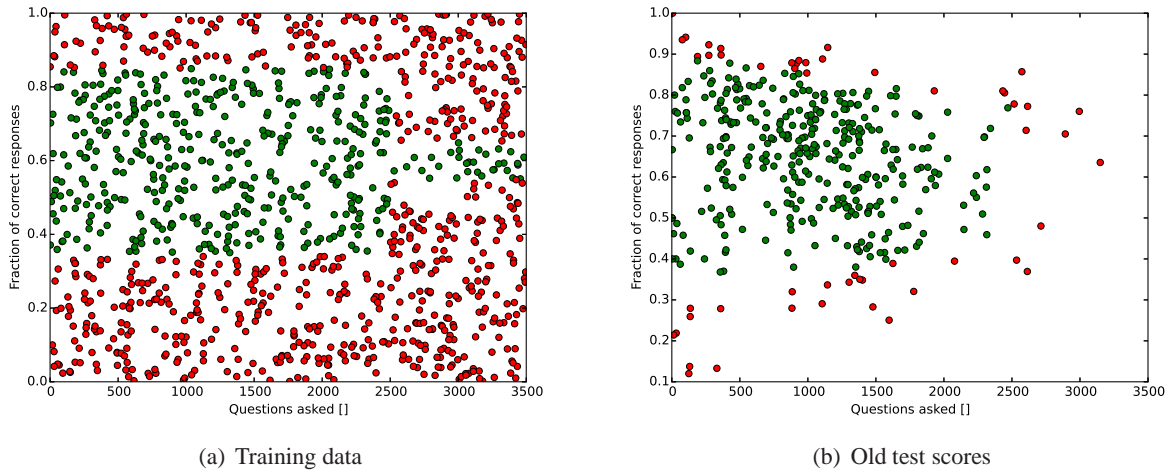 1.0
0.8
0.6
0.4
0.2
0.0
Fraction of correct responses
0 500 1000 1500 2000 2500 3000 3500
Questions asked []
(a) Training data
1.0
0.9
0.8
0.7
0.6
0.5
0.4
0.3
0.2
0.1
Fraction of correct responses
0 500 1000 1500 2000 2500 3000 3500
Questions asked []
(b) Old test scores